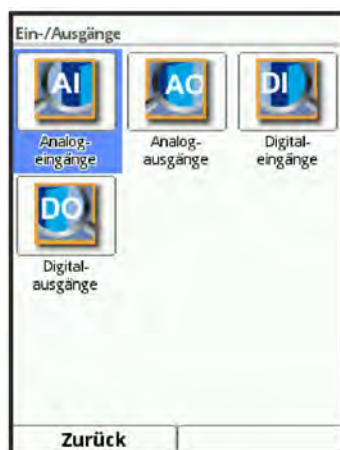 Ein-/Ausgänge
AI
AO
DI
Analog-
eingänge
Analog-
ausgänge
Digital-
eingänge
DO
Digital-
ausgänge
Zurück